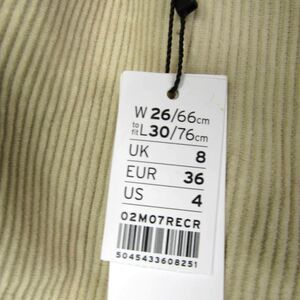 W 26/66cm
to fit L 30/76cm
UK 8
EUR 36
US 4
02M07RECR
5045433608251